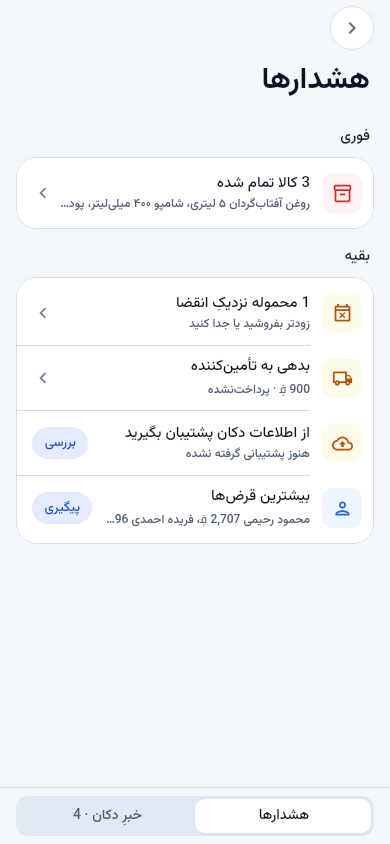 هشدارها
فوری
3 کالا تمام شده
روغن آفتاب‌گردان ۵ لیتری، شامپو ۴۰۰ میلی‌لیتر، پود...
بقیه
1 محموله نزدیکِ انقضا
زودتر بفروشید یا جدا کنید
بدهی به تأمین‌کننده
900 ؋ · پرداخت‌نشده
از اطلاعات دکان پشتیبان بگیرید
هنوز پشتیبانی گرفته نشده
بررسی
بیشترین قرض‌ها
محمود رحیمی 2,707 ؋، فریده احمدی 96...
پیگیری
هشدارها
خبرِ دکان · 4